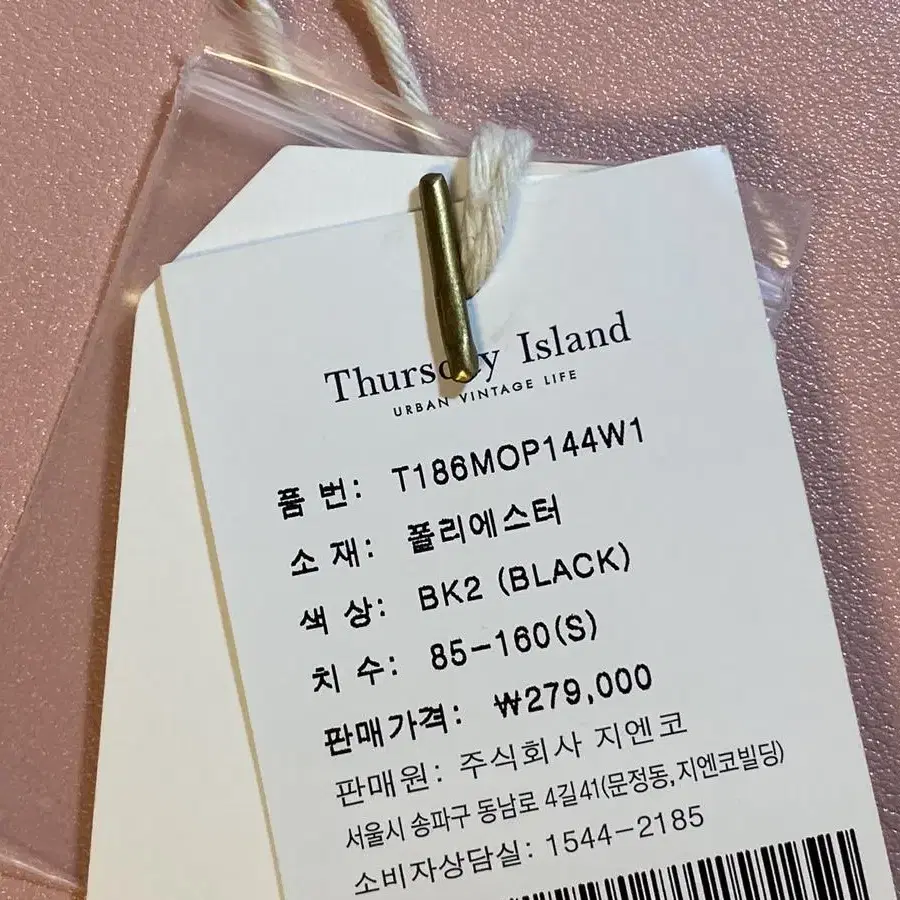 Thursday Island
URBAN VINTAGE LIFE
품 번: T186MOP144W1
소 재: 폴리에스터
색 상: BK2 (BLACK)
치 수: 85-160(S)
판매가격: ₩279,000
판매원: 주식회사 지엔코
서울시 송파구 동남로 4길41(문정동,지엔코빌딩)
소비자상담실: 1544-2185